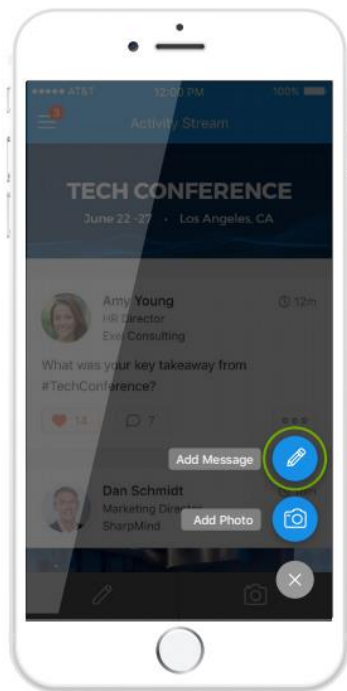 AT&T 12:00 PM 100%
3
Activity Stream
TECH CONFERENCE
June 22 -27 · Los Angeles, CA
Amy Young 12m
HR Director
Exel Consulting
What was your key takeaway from
#TechConference?
14 7
Add Message
Dan Schmidt
Marketing Director
SharpMind
Add Photo